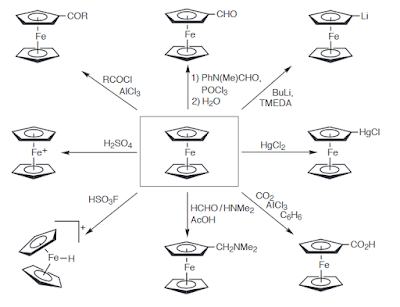 COR
Fe
CHO
Fe
Li
Fe
RCOCl
AlCl3
1) PhN(Me)CHO,
POCl3
2) H2O
BuLi,
TMEDA
Fe+
H2SO4
Fe
HgCl2
HgCl
Fe
HSO3F
HCHO/HNMe2
AcOH
CO2
AlCl3
C6H6
+
Fe–H
CH2NMe2
Fe
CO2H
Fe